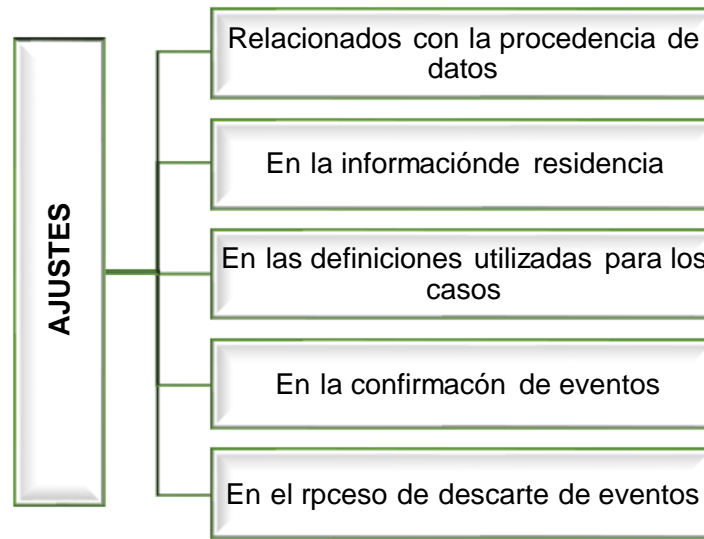 AJUSTES
Relacionados con la procedencia de
datos
En la informaciónde residencia
En las definiciones utilizadas para los
casos
En la confirmacón de eventos
En el rpceso de descarte de eventos